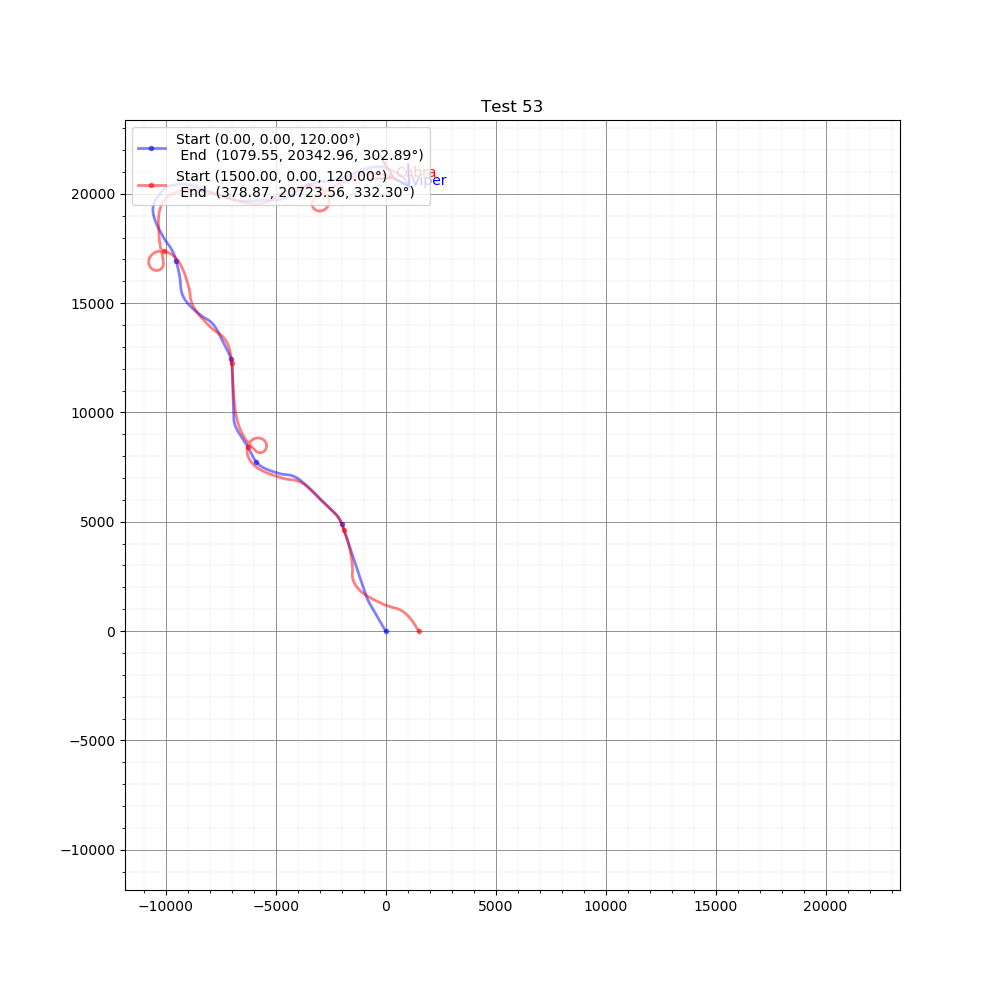 Test 53
Start (0.00, 0.00, 120.00°)
End  (1079.55, 20342.96, 302.89°)
Start (1500.00, 0.00, 120.00°)
End  (378.87, 20723.56, 332.30°)
Cobra
Viper
20000
15000
10000
5000
0
−5000
−10000
−10000 −5000 0 5000 10000 15000 20000